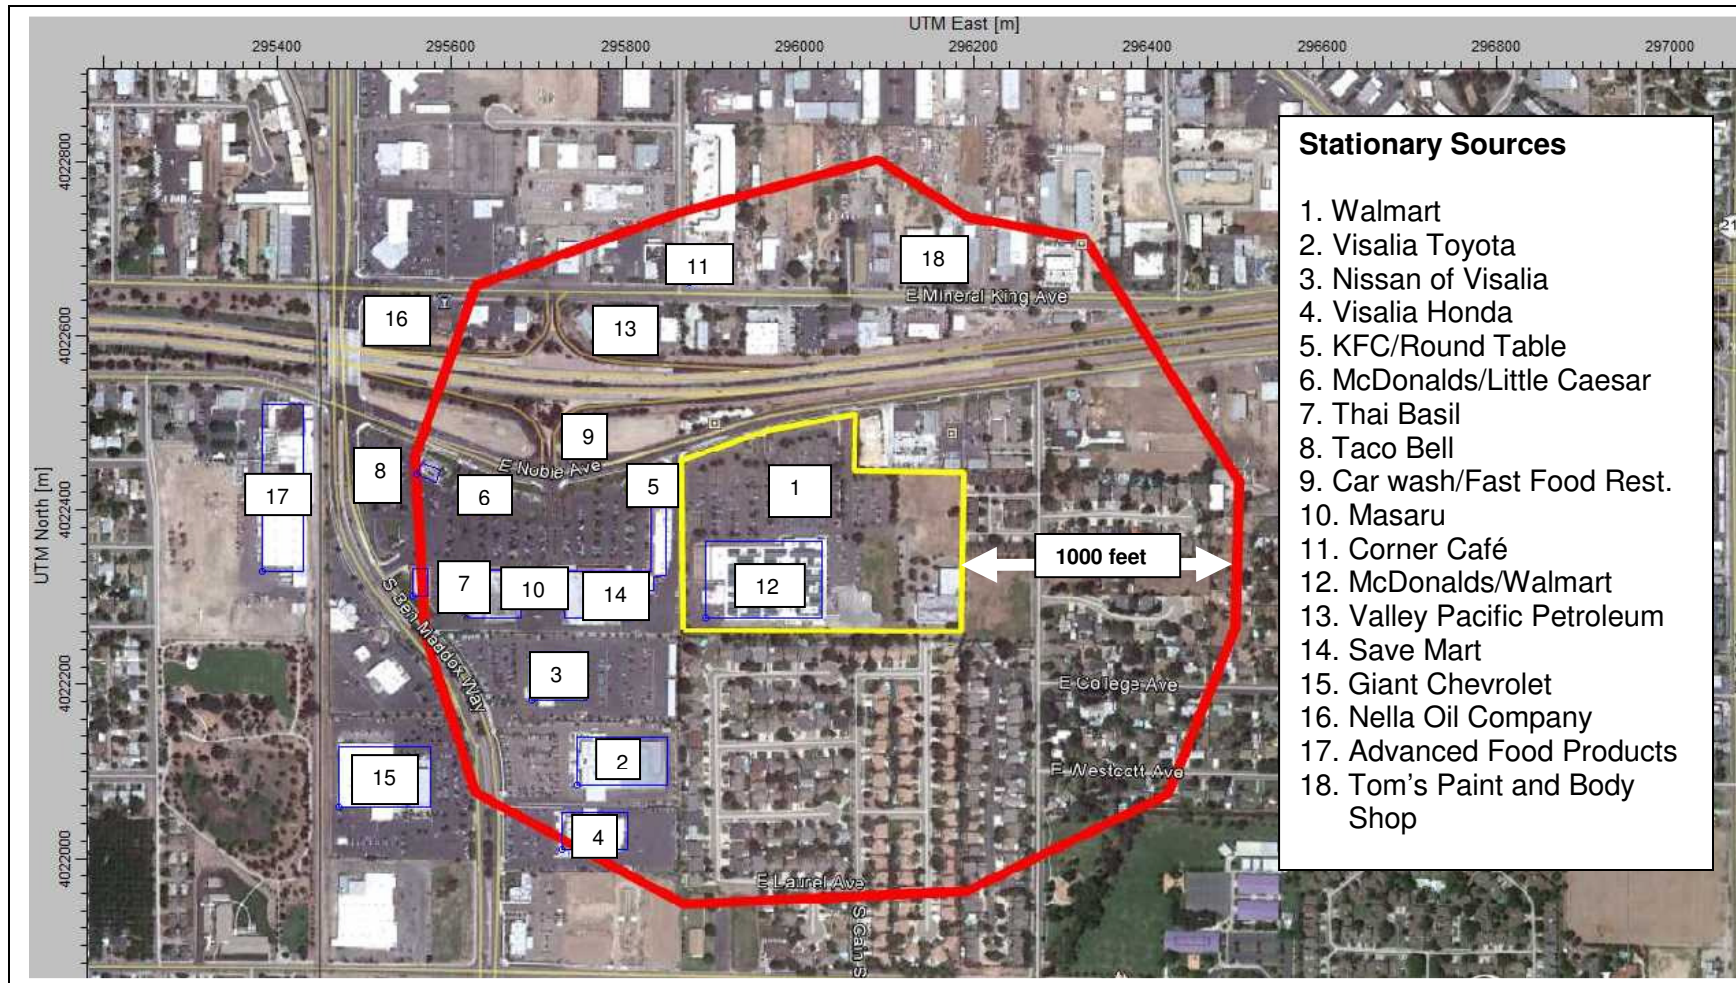 UTM East [m]
295400 295600 295800 296000 296200 296400 296600 296800 297000
UTM North [m]
4022800
4022600
4022400
4022200
4022000
Stationary Sources
1. Walmart
2. Visalia Toyota
3. Nissan of Visalia
4. Visalia Honda
5. KFC/Round Table
6. McDonalds/Little Caesar
7. Thai Basil
8. Taco Bell
9. Car wash/Fast Food Rest.
10. Masaru
11. Corner Café
12. McDonalds/Walmart
13. Valley Pacific Petroleum
14. Save Mart
15. Giant Chevrolet
16. Nella Oil Company
17. Advanced Food Products
18. Tom's Paint and Body
Shop
11
18
E Mineral King Ave
16
13
9
E Noble Ave
8
17
6
5
1
1000 feet
7
10
14
12
S Ben Maddox Way
3
E College Ave
2
15
E Westcott Ave
4
E Laurel Ave
S Cain S
21